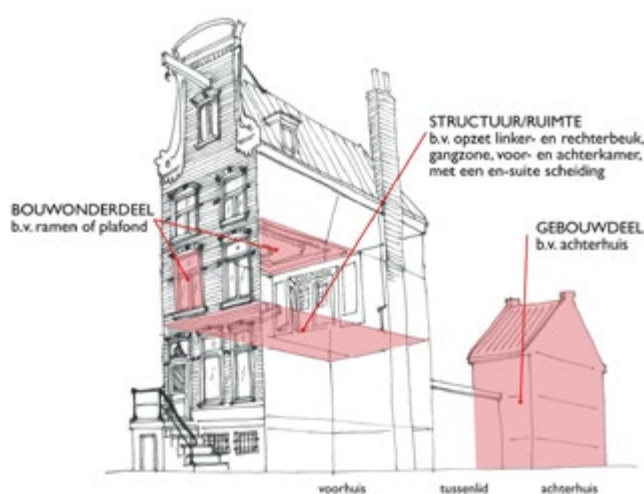 STRUCTUUR/RUIMTE
b.v. opzet linker- en rechterbeuk,
gangzone, voor- en achterkamer,
met een en-suite scheiding
BOUWONDERDEEL
b.v. ramen of plafond
GEBOUWDEEL
b.v. achterhuis
voorhuis
tussenlid
achterhuis